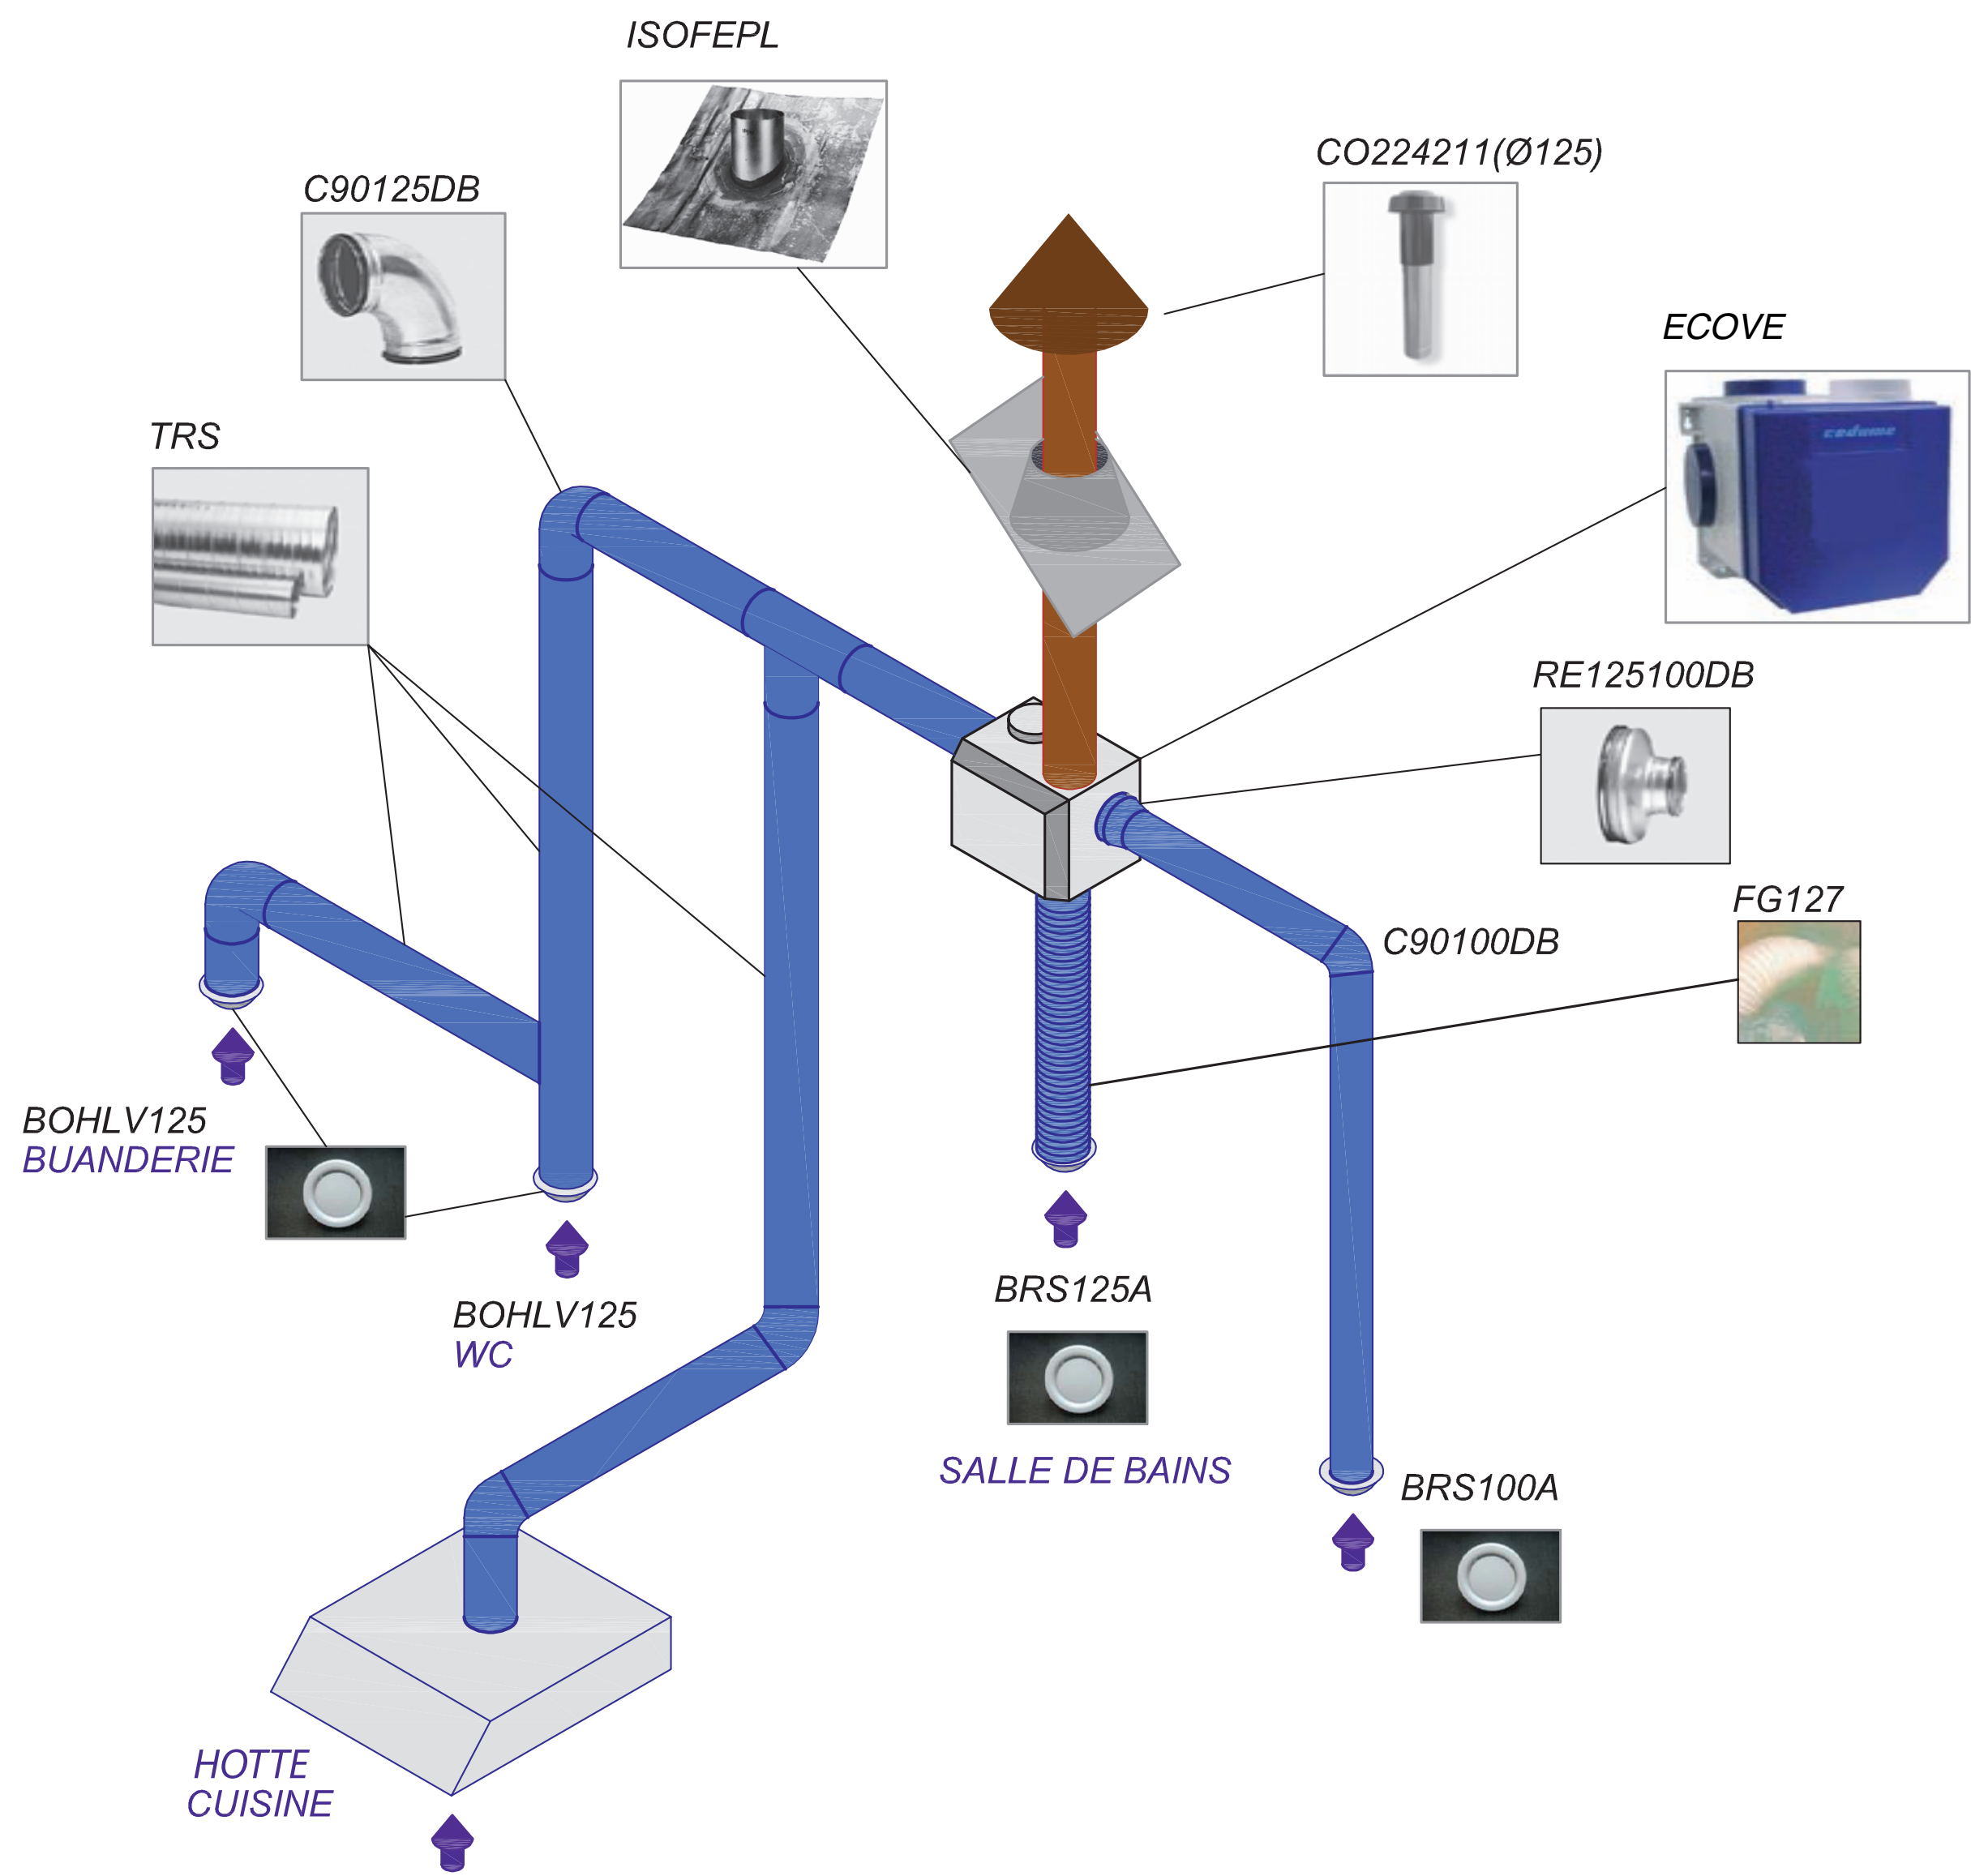 ISOFEPL
CO224211(Ø125)
C90125DB
ECOVE
TRS
cedume
RE125100DB
FG127
C90100DB
BOHLV125
BUANDERIE
BRS125A
BOHLV125
WC
SALLE DE BAINS
BRS100A
HOTTE
CUISINE